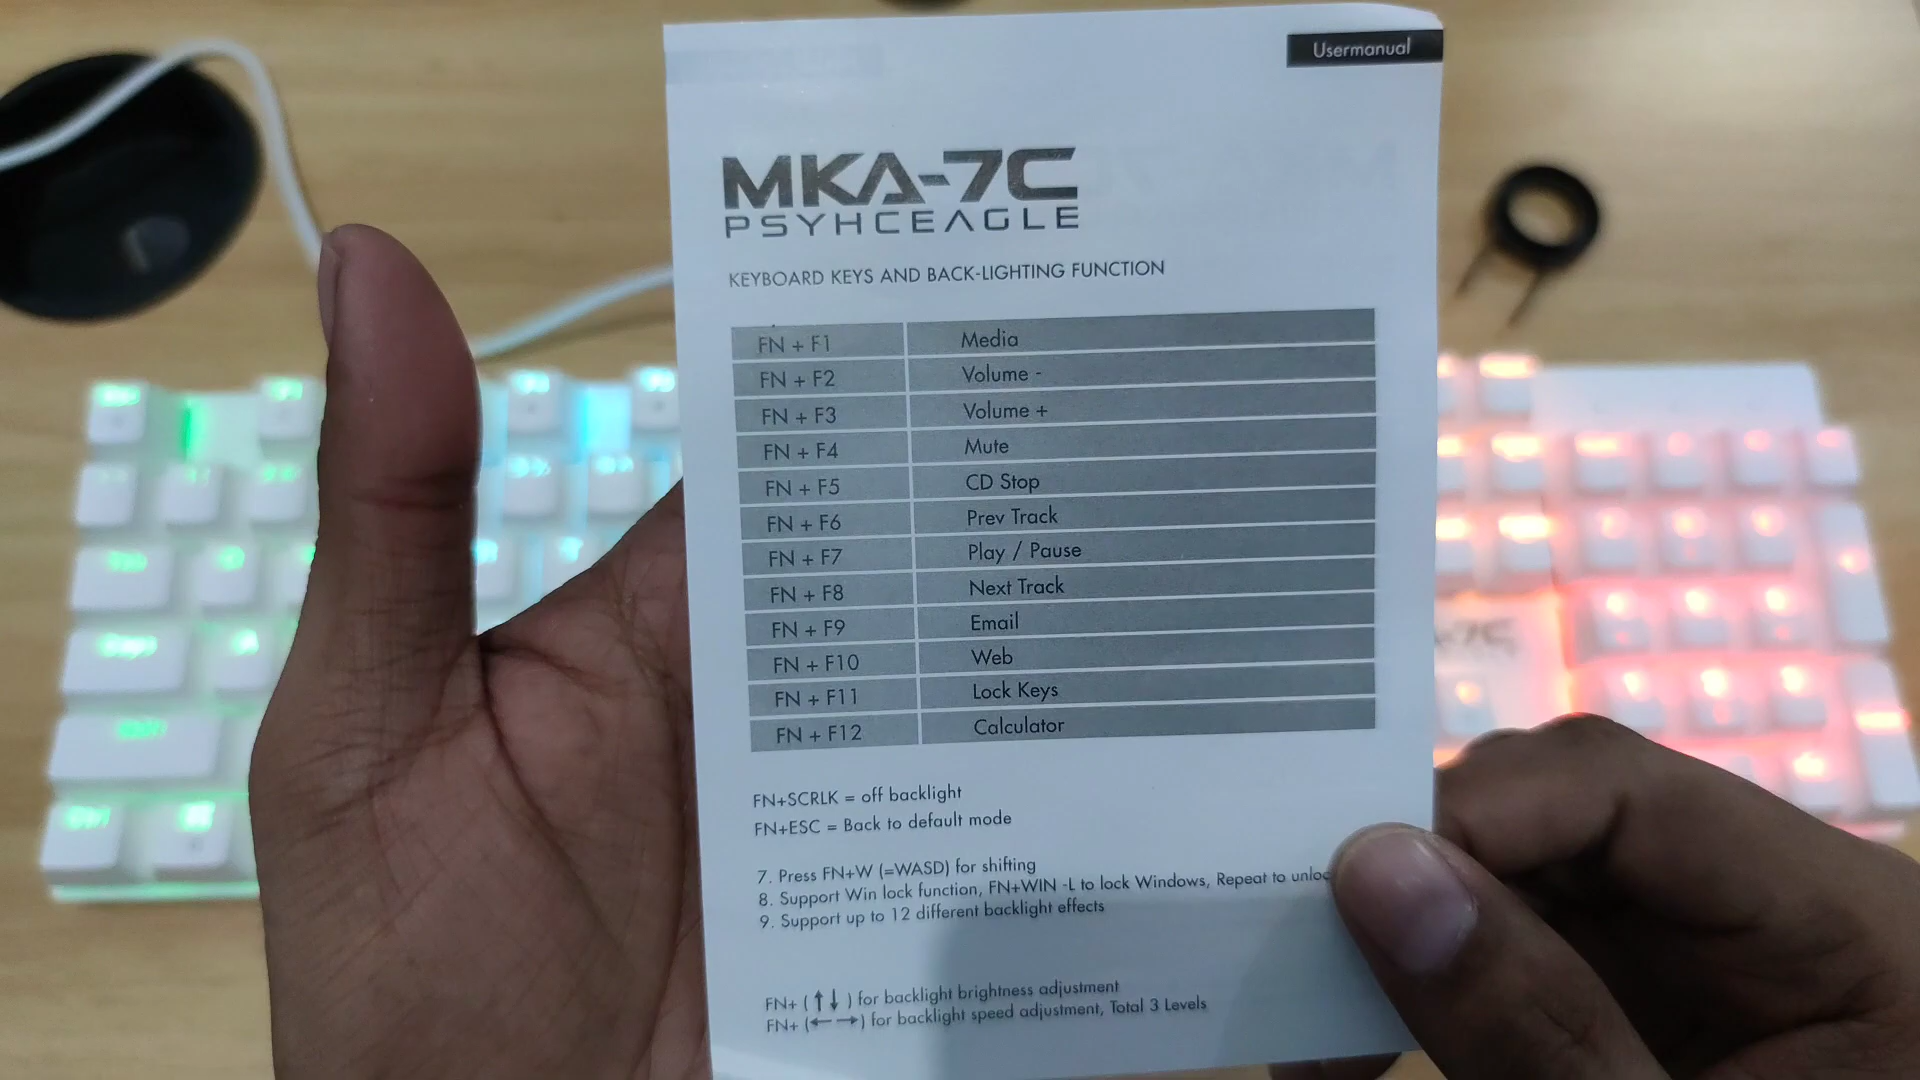 Usermanual
MKA-7C
PSYHCEAGLE
KEYBOARD KEYS AND BACK-LIGHTING FUNCTION
FN + F1 Media
FN + F2 Volume -
FN + F3 Volume +
FN + F4 Mute
FN + F5 CD Stop
FN + F6 Prev Track
FN + F7 Play / Pause
FN + F8 Next Track
FN + F9 Email
FN + F10 Web
FN + F11 Lock Keys
FN + F12 Calculator
FN+SCRLK = off backlight
FN+ESC = Back to default mode
7. Press FN+W (=WASD) for shifting
8. Support Win lock function, FN+WIN -L to lock Windows, Repeat to
9. Support up to 12 different backlight effects
FN+ (↑↓) for backlight brightness adjustment
FN+ (←→) for backlight speed adjustment, Total 3 Levels